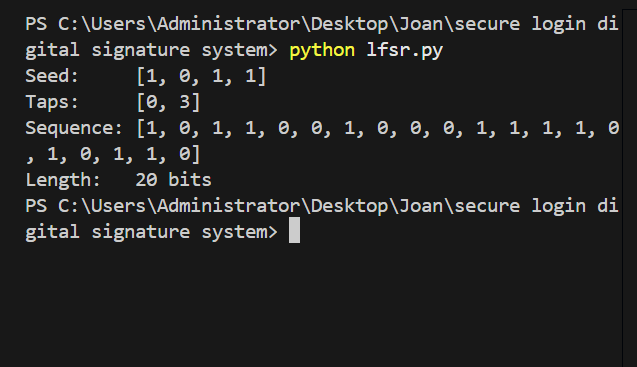 PS C:\Users\Administrator\Desktop\Joan\secure login di
gital signature system> python lfsr.py
Seed:     [1, 0, 1, 1]
Taps:     [0, 3]
Sequence: [1, 0, 1, 1, 0, 0, 1, 0, 0, 0, 1, 1, 1, 1, 0
, 1, 0, 1, 1, 0]
Length:   20 bits
PS C:\Users\Administrator\Desktop\Joan\secure login di
gital signature system>